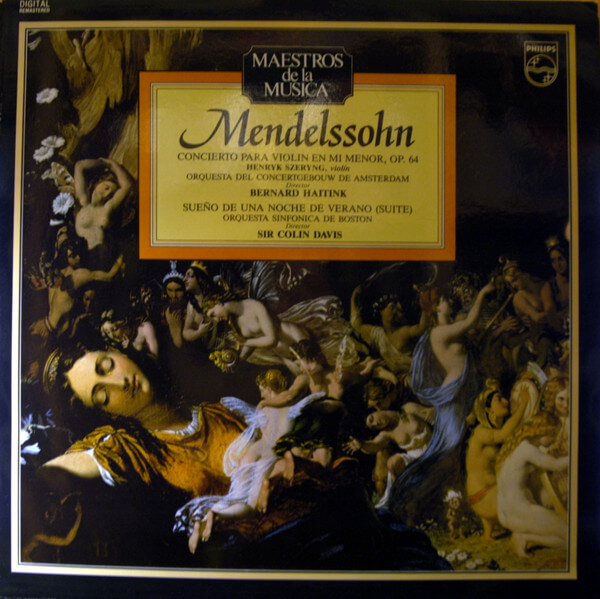 DIGITAL
REMASTERED
PHILIPS
MAESTROS
de la
MUSICA
Mendelssohn
CONCIERTO PARA VIOLIN EN MI MENOR, OP. 64
HENRYK SZERYNG, violin
ORQUESTA DEL CONCERTGEBOUW DE AMSTERDAM
Director
BERNARD HAITINK
SUEÑO DE UNA NOCHE DE VERANO (SUITE)
ORQUESTA SINFONICA DE BOSTON
Director
SIR COLIN DAVIS